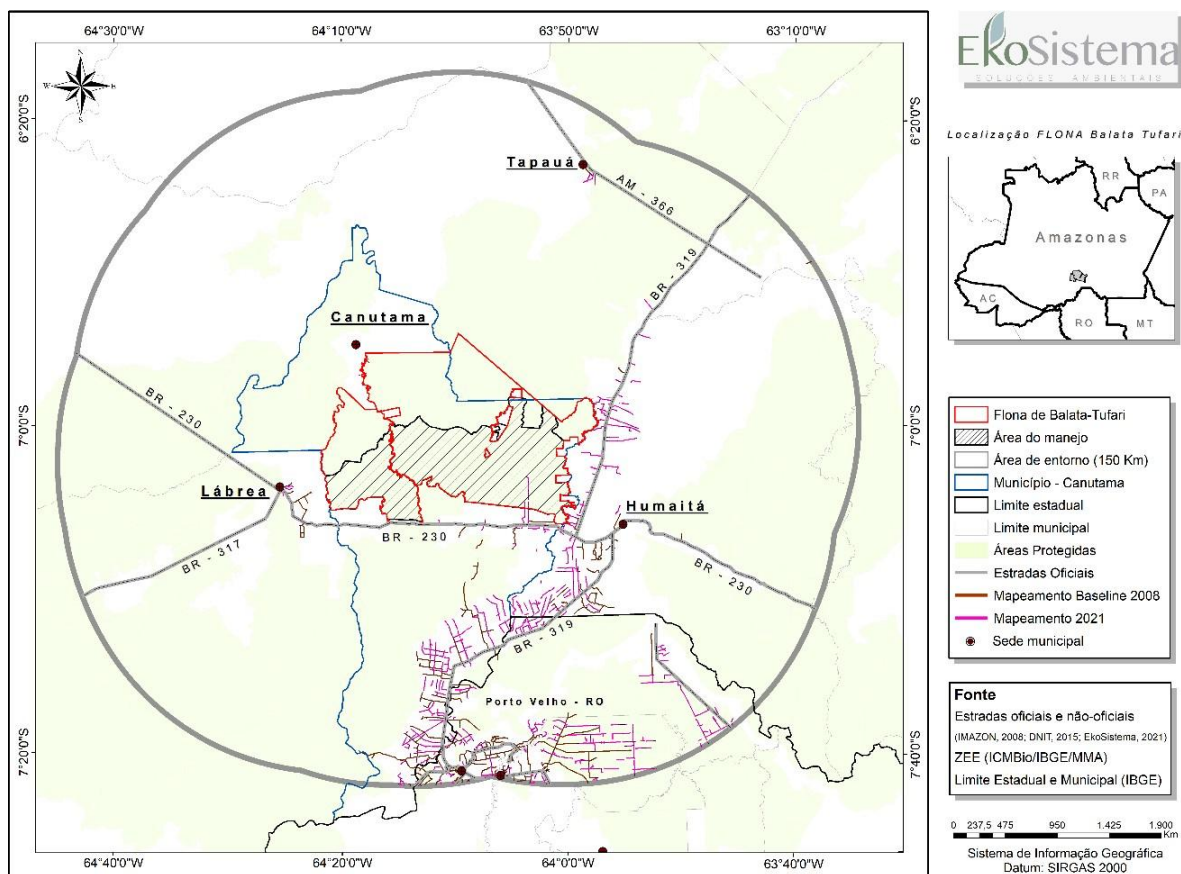 64°30'0"W 64°10'0"W 63°50'0"W 63°10'0"W
N
W
S
6°20'0"S
7°0'0"S
7°20'0"S
6°20'0"S
7°0'0"S
7°40'0"S
Tapauá
AM - 366
BR - 319
Canutama
BR - 230
Lábrea
BR - 317
BR - 230
Humaitá
BR - 230
BR - 319
Porto Velho - RO
64°40'0"W 64°20'0"W 64°0'0"W 63°40'0"W
EkoSistema
SOLUÇÕES AMBIENTAIS
Localização FLONA Balata Tufari
RR
PA
Amazonas
AC
RO
MT
Flona de Balata-Tufari
Área do manejo
Área de entorno (150 Km)
Município - Canutama
Limite estadual
Limite municipal
Áreas Protegidas
Estradas Oficiais
Mapeamento Baseline 2008
Mapeamento 2021
Sede municipal
Fonte
Estradas oficiais e não-oficiais
(IMAZON, 2008; DNIT, 2015; EkoSistema, 2021)
ZEE (ICMBio/IBGE/MMA)
Limite Estadual e Municipal (IBGE)
0 237,5 475 950 1.425 1.900
Km
Sistema de Informação Geográfica
Datum: SIRGAS 2000